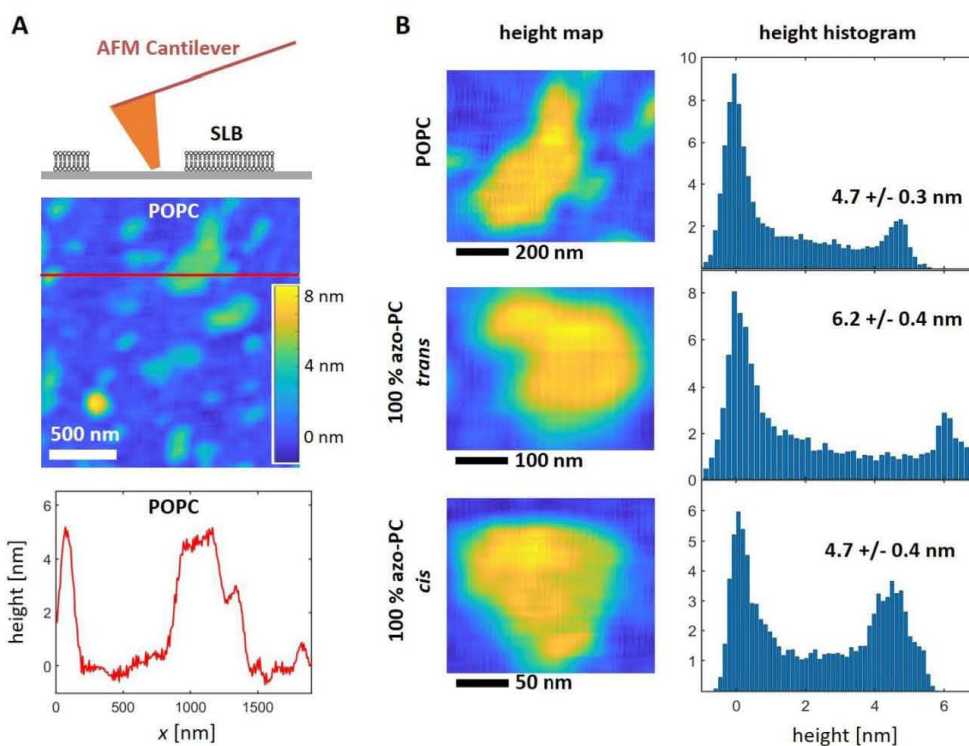 A
AFM Cantilever
SLB
POPC
8 nm
4 nm
0 nm
500 nm
POPC
6
4
2
0
height [nm]
0
500
1000
1500
x [nm]
B
height map
height histogram
POPC
200 nm
10
8
6
4
2
4.7 +/- 0.3 nm
100 % azo-PC
trans
100 nm
8
6
4
2
0
6.2 +/- 0.4 nm
100 % azo-PC
cis
50 nm
6
5
4
3
2
1
4.7 +/- 0.4 nm
0
2
4
6
height [nm]